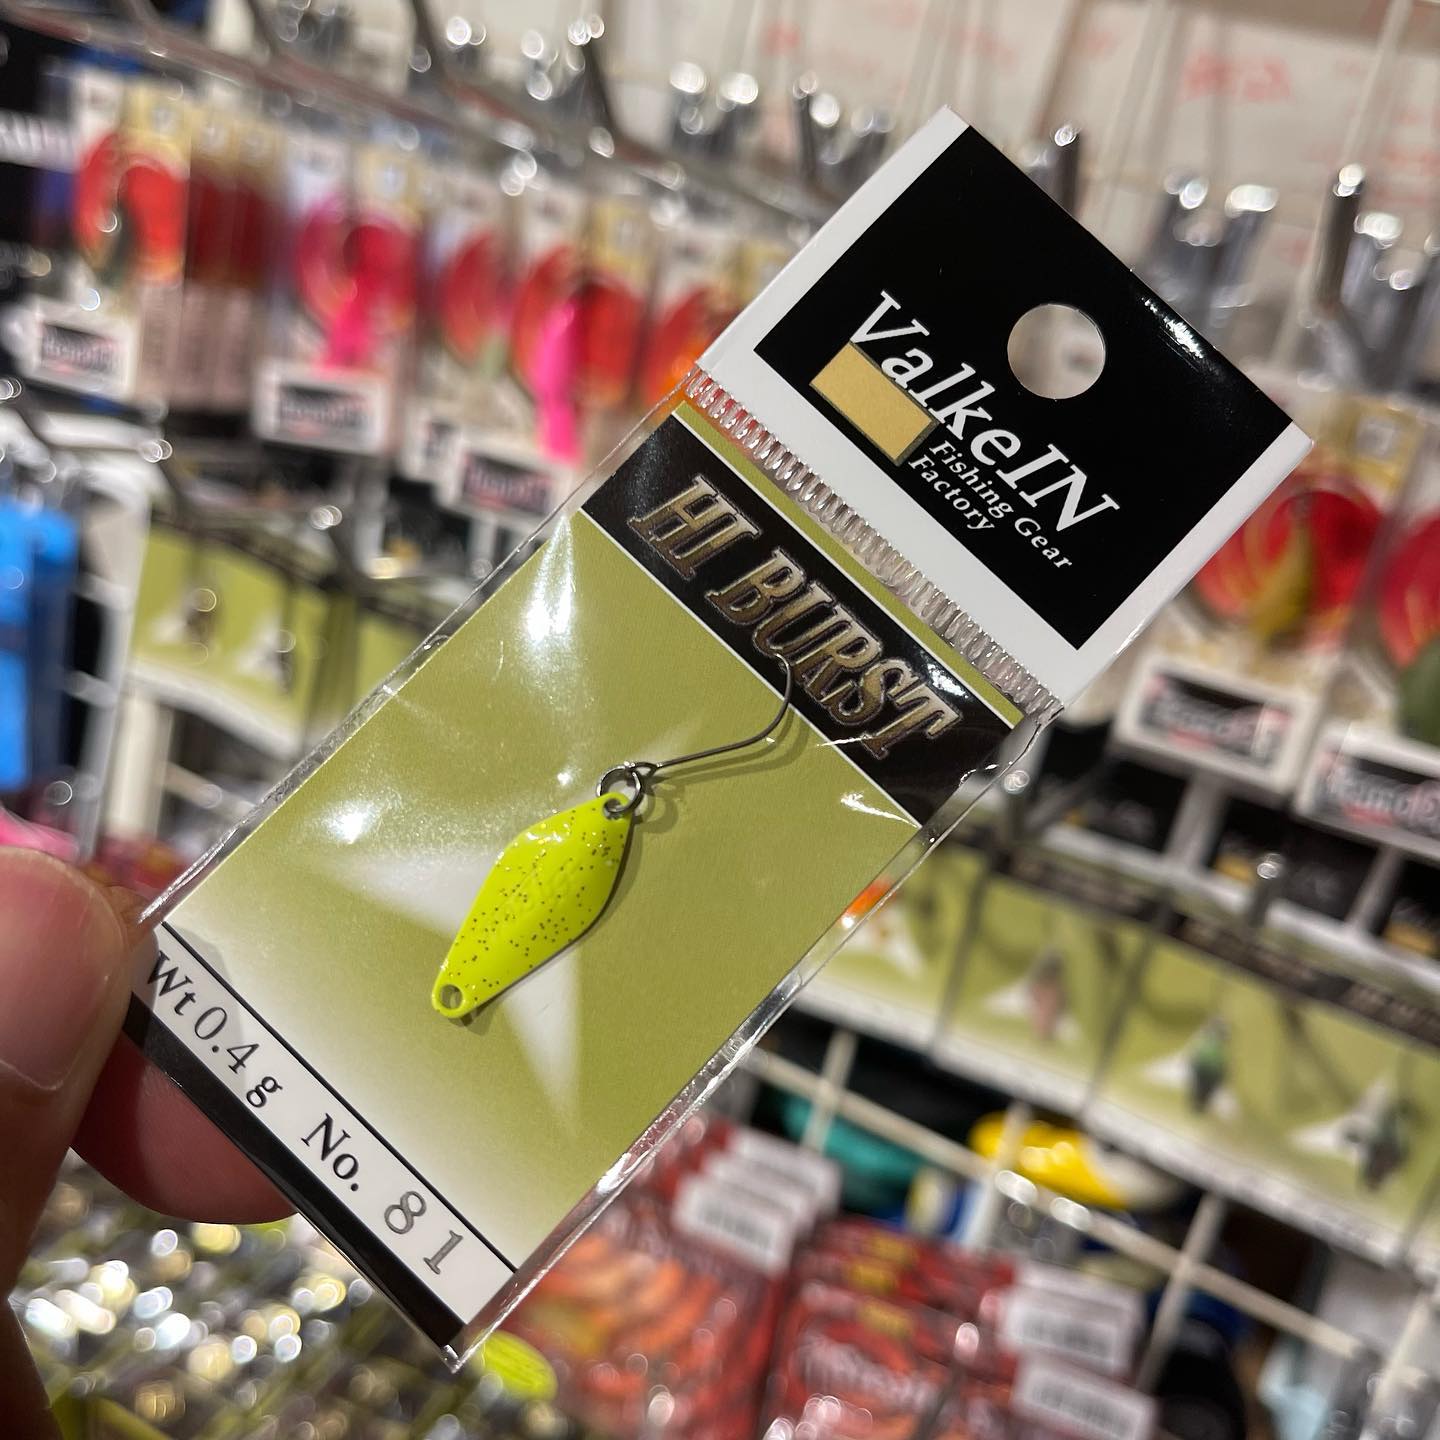 ValkeIN
Fishing Gear
Factory
HI BURST
Wt 0.4g No. 81